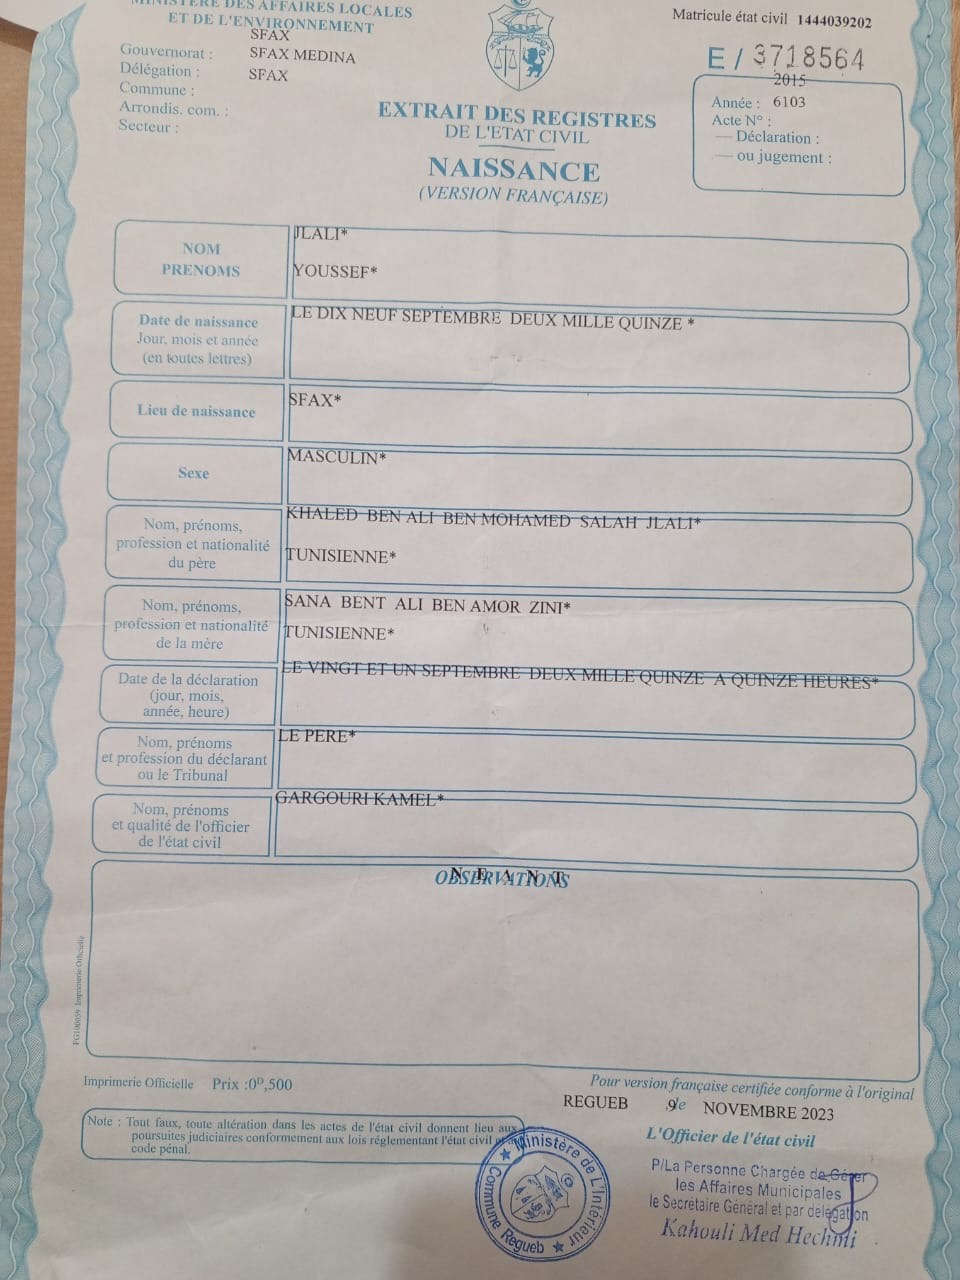 MINISTÈRE DES AFFAIRES LOCALES
ET DE L'ENVIRONNEMENT
SFAX
Gouvernorat : SFAX MEDINA
Délégation : SFAX
Commune :
Arrondis. com. :
Secteur :
Matricule état civil 1444039202
E / 3718564
2015
Année : 6103
Acte N° :
— Déclaration :
— ou jugement :
EXTRAIT DES REGISTRES
DE L'ETAT CIVIL
NAISSANCE
(VERSION FRANÇAISE)
NOM JLALI*
PRENOMS YOUSSEF*
Date de naissance LE DIX NEUF SEPTEMBRE DEUX MILLE QUINZE *
Jour, mois et année
(en toutes lettres)
Lieu de naissance SFAX*
Sexe MASCULIN*
Nom, prénoms, KHALED BEN ALI BEN MOHAMED SALAH JLALI*
profession et nationalité
du père TUNISIENNE*
Nom, prénoms, SANA BENT ALI BEN AMOR ZINI*
profession et nationalité TUNISIENNE*
de la mère
Date de la déclaration LE VINGT ET UN SEPTEMBRE DEUX MILLE QUINZE A QUINZE HEURES*
(jour, mois,
année, heure)
Nom, prénoms LE PERE*
et profession du déclarant
ou le Tribunal
Nom, prénoms GARGOURI KAMEL*
et qualité de l'officier
de l'état civil
N E A N T
OBSERVATIONS
FG100059 Imprimerie Officielle
Imprimerie Officielle Prix :0ᴰ,500
Pour version française certifiée conforme à l'original
REGUEB 9 le NOVEMBRE 2023
L'Officier de l'état civil
Note : Tout faux, toute altération dans les actes de l'état civil donnent lieu aux
poursuites judiciaires conformement aux lois réglementant l'état civil
code pénal.
Ministère de L'Intérieur
Commune Regueb
P/La Personne Chargée de Gérer
les Affaires Municipales
le Secrétaire Général et par délégation
Kahouli Med Hechmi